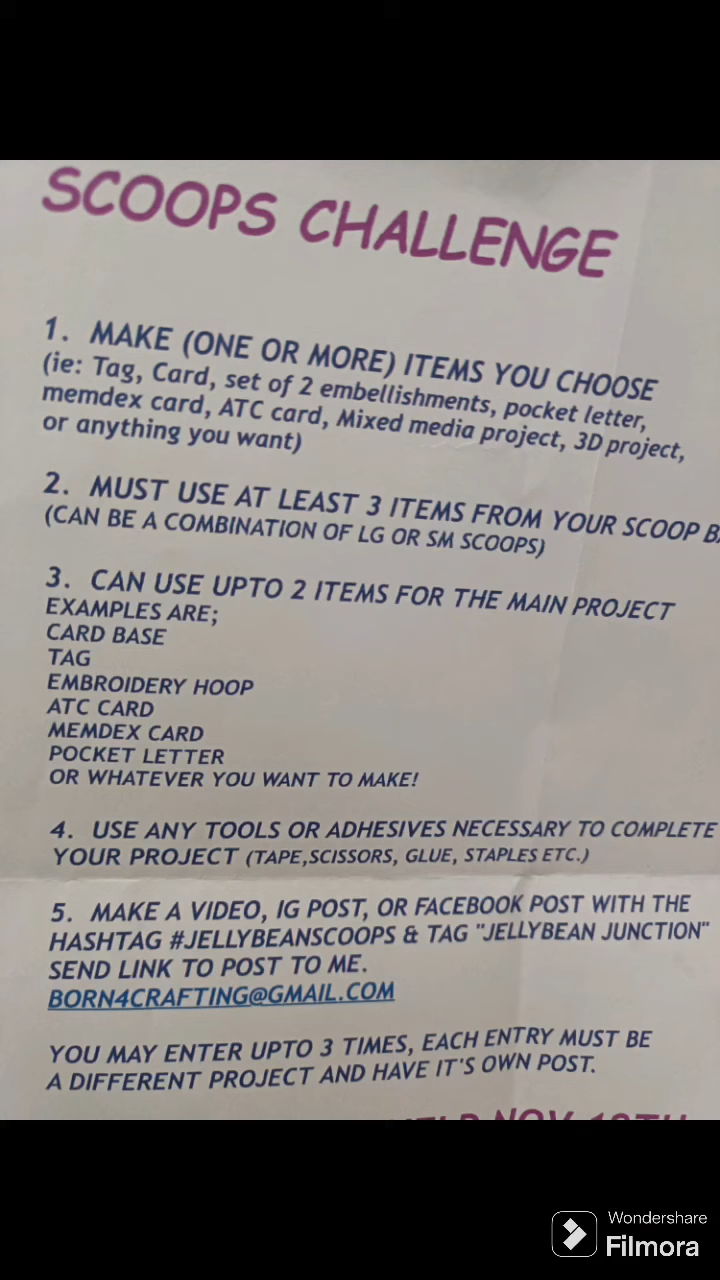 SCOOPS CHALLENGE
1. MAKE (ONE OR MORE) ITEMS YOU CHOOSE
(ie: Tag, Card, set of 2 embellishments, pocket letter,
memdex card, ATC card, Mixed media project, 3D project,
or anything you want)
2. MUST USE AT LEAST 3 ITEMS FROM YOUR SCOOP
(CAN BE A COMBINATION OF LG OR SM SCOOPS)
3. CAN USE UPTO 2 ITEMS FOR THE MAIN PROJECT
EXAMPLES ARE;
CARD BASE
TAG
EMBROIDERY HOOP
ATC CARD
MEMDEX CARD
POCKET LETTER
OR WHATEVER YOU WANT TO MAKE!
4. USE ANY TOOLS OR ADHESIVES NECESSARY TO COMPLETE
YOUR PROJECT (TAPE,SCISSORS, GLUE, STAPLES ETC.)
5. MAKE A VIDEO, IG POST, OR FACEBOOK POST WITH THE
HASHTAG #JELLYBEANSCOOPS & TAG "JELLYBEAN JUNCTION"
SEND LINK TO POST TO ME.
BORN4CRAFTING@GMAIL.COM
YOU MAY ENTER UPTO 3 TIMES, EACH ENTRY MUST BE
A DIFFERENT PROJECT AND HAVE IT'S OWN POST.
NOV
Wondershare
Filmora